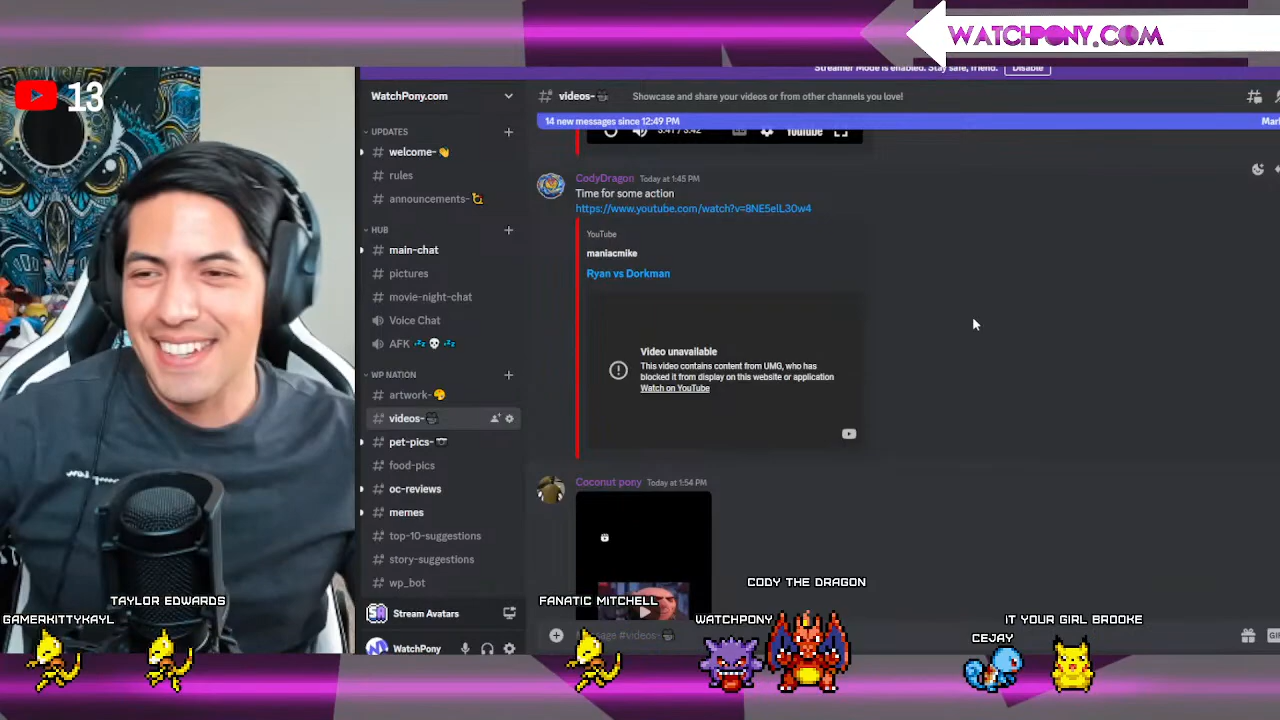 WATCHPONY.COM
13
Streamer Mode is enabled. Stay safe, friend. Disable
WatchPony.com
videos-
Showcase and share your videos or from other channels you love!
14 new messages since 12:49 PM
3:41 / 3:42
YouTube
UPDATES
welcome-
rules
announcements-
HUB
main-chat
pictures
movie-night-chat
Voice Chat
AFK
WP NATION
artwork-
videos-
pet-pics-
food-pics
oc-reviews
memes
top-10-suggestions
story-suggestions
wp_bot
Stream Avatars
WatchPony
CodyDragon Today at 1:45 PM
Time for some action
https://www.youtube.com/watch?v=8NE5elL30w4
YouTube
maniacmike
Ryan vs Dorkman
Video unavailable
This video contains content from UMG, who has
blocked it from display on this website or application
Watch on YouTube
Coconut pony Today at 1:54 PM
#videos-
GAMERKITTYKAYL
TAYLOR EDWARDS
FANATIC MITCHELL
WATCHPONY
CODY THE DRAGON
CEJAY
IT YOUR GIRL BROOKE